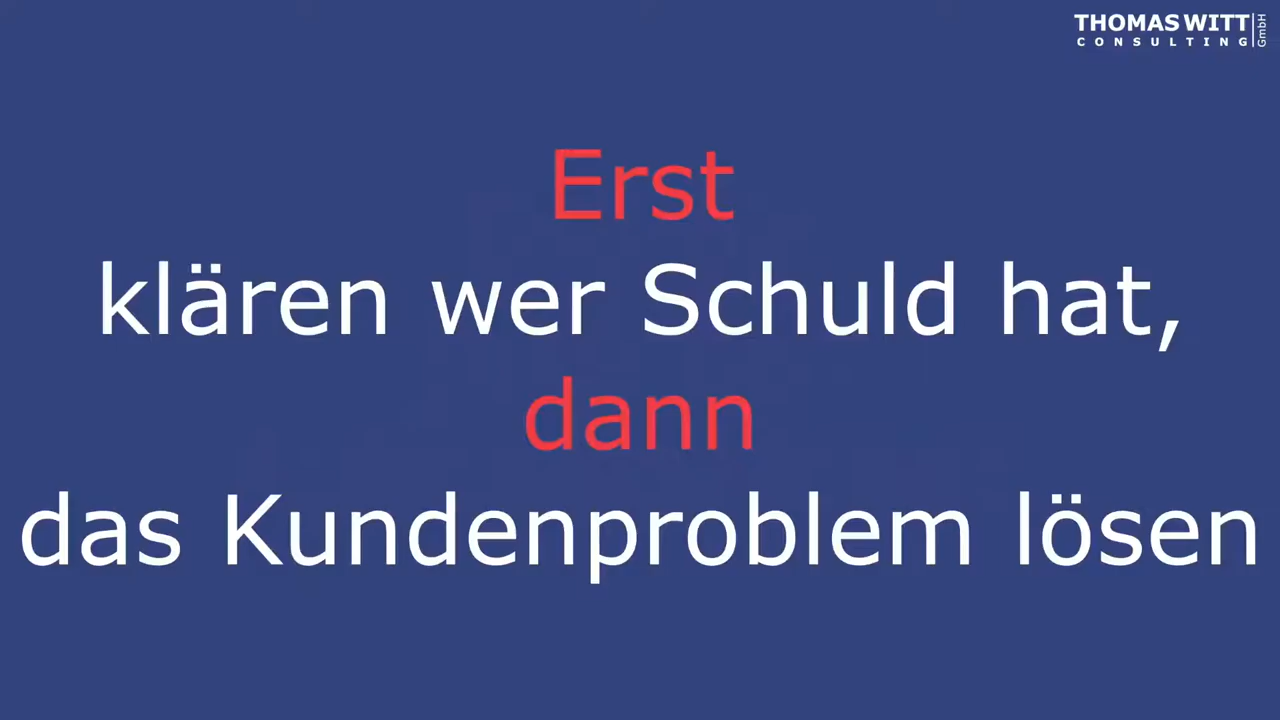 THOMAS WITT
CONSULTING
GmbH
Erst
klären wer Schuld hat,
dann
das Kundenproblem lösen